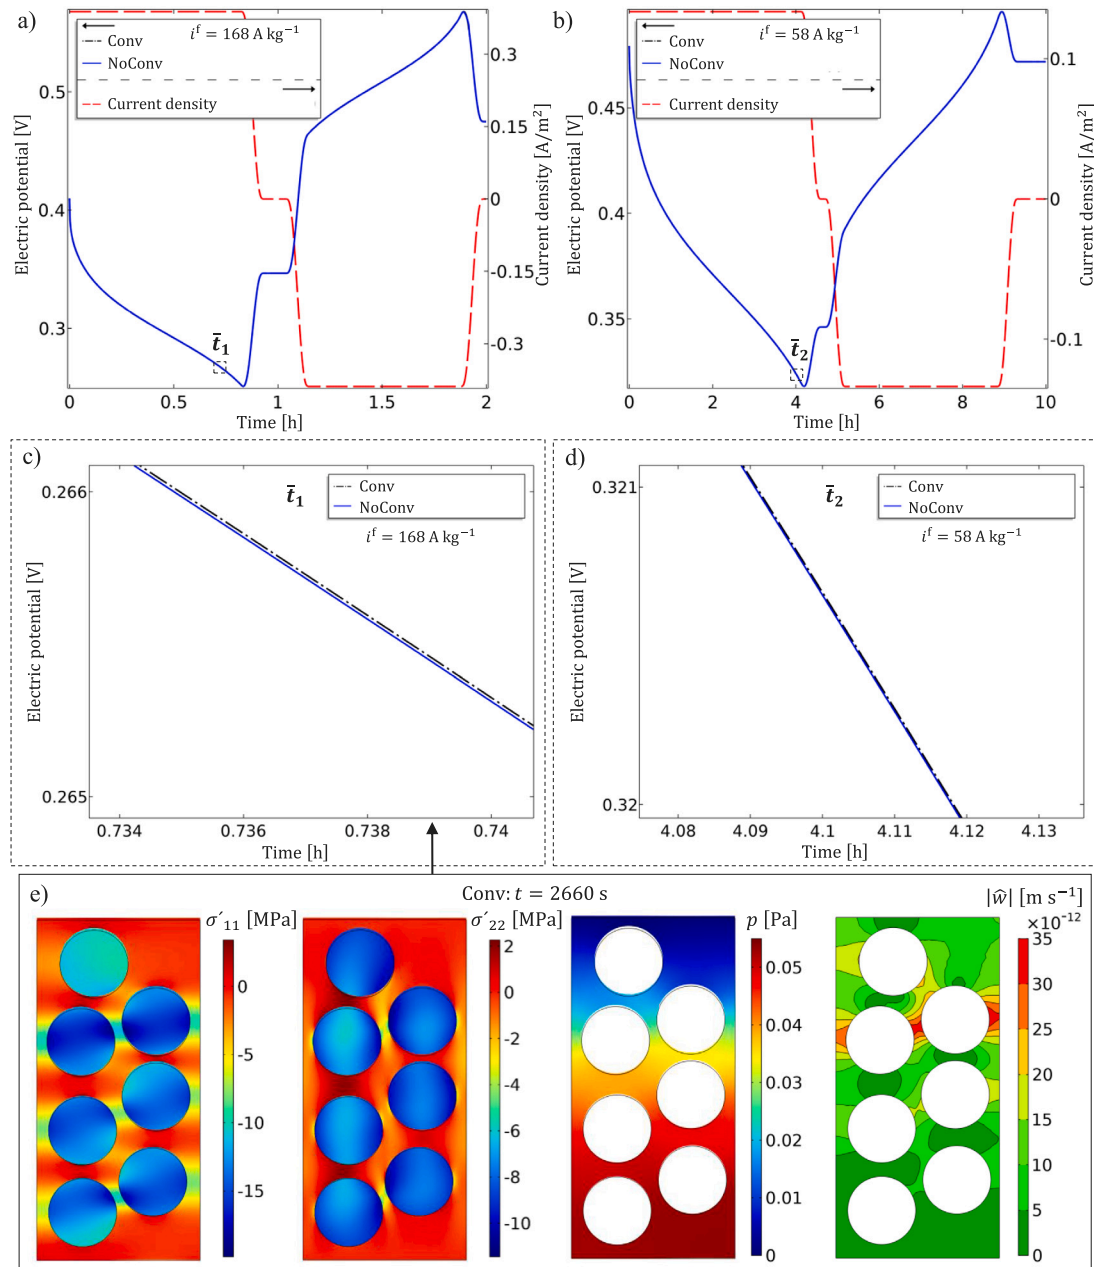 a)
i^f = 168 A kg⁻¹
Conv
NoConv
Current density
Electric potential [V]
0.5
0.4
0.3
0.3
0.15
0
-0.15
-0.3
Current density [A/m²]
t̄₁
0
0.5
1
1.5
2
Time [h]
b)
i^f = 58 A kg⁻¹
Conv
NoConv
Current density
Electric potential [V]
0.45
0.4
0.35
0.1
0
-0.1
Current density [A/m²]
t̄₂
0
2
4
6
8
10
Time [h]
c)
t̄₁
Conv
NoConv
i^f = 168 A kg⁻¹
Electric potential [V]
0.266
0.265
0.734
0.736
0.738
0.74
Time [h]
d)
t̄₂
Conv
NoConv
i^f = 58 A kg⁻¹
Electric potential [V]
0.321
0.32
4.08
4.09
4.1
4.11
4.12
4.13
Time [h]
e)
Conv: t = 2660 s
σ′₁₁ [MPa]
0
-5
-10
-15
σ′₂₂ [MPa]
2
0
-2
-4
-6
-8
-10
p [Pa]
0.05
0.04
0.03
0.02
0.01
0
|ŵ| [m s⁻¹]
×10⁻¹²
35
30
25
20
15
10
5
0